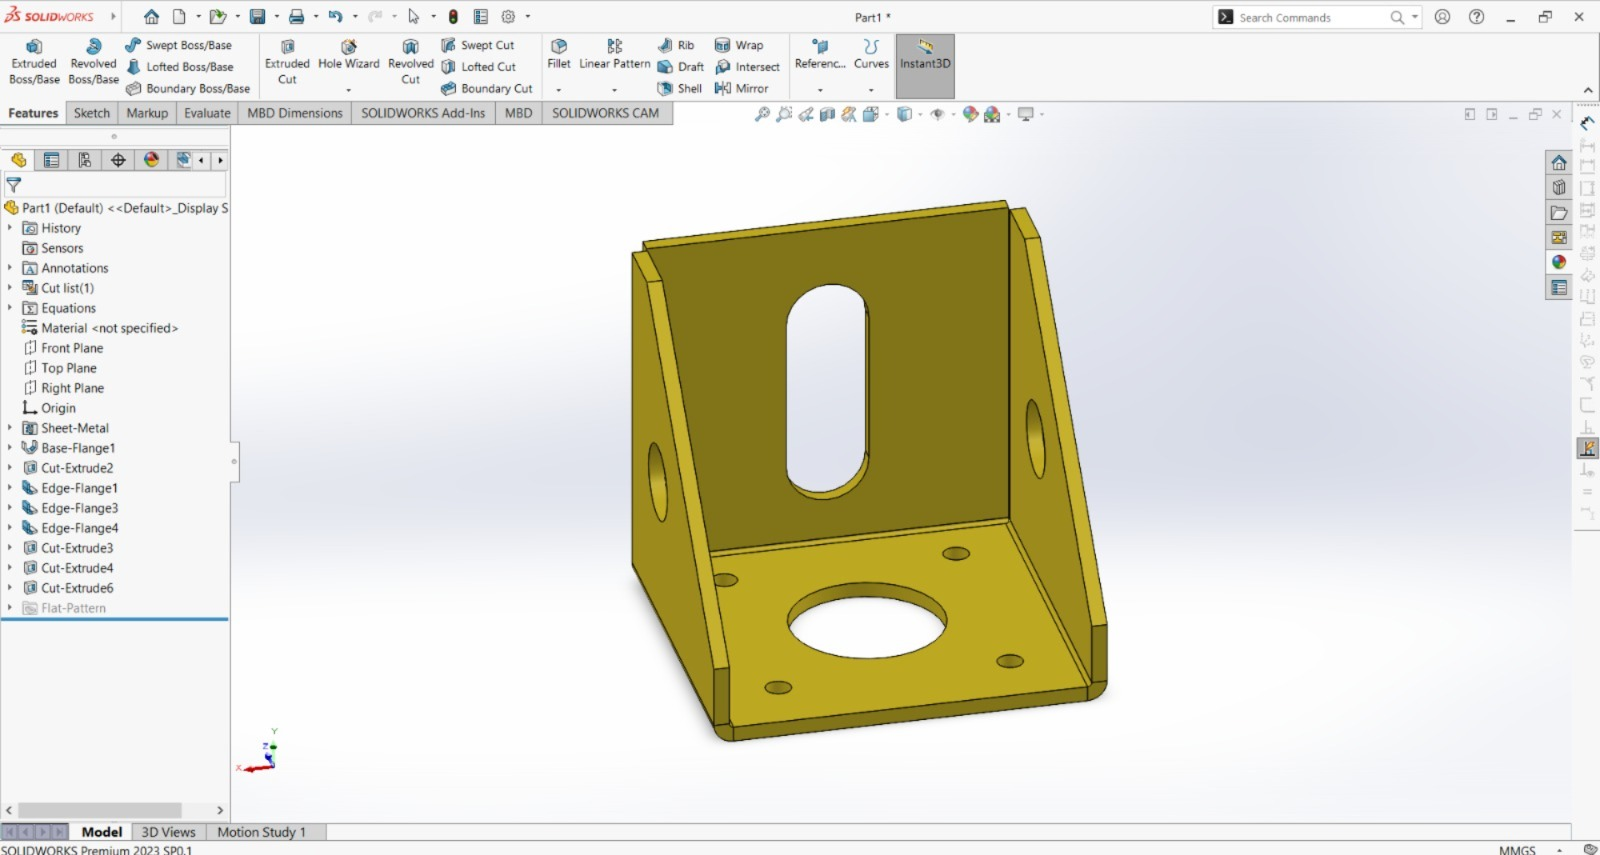 SOLIDWORKS
Part1 *
Search Commands
Extruded Boss/Base
Revolved Boss/Base
Swept Boss/Base
Lofted Boss/Base
Boundary Boss/Base
Extruded Cut
Hole Wizard
Revolved Cut
Swept Cut
Lofted Cut
Boundary Cut
Fillet
Linear Pattern
Rib
Draft
Shell
Wrap
Intersect
Mirror
Referenc...
Curves
Instant3D
Features
Sketch
Markup
Evaluate
MBD Dimensions
SOLIDWORKS Add-Ins
MBD
SOLIDWORKS CAM
Part1 (Default) <<Default>_Display S
History
Sensors
Annotations
Cut list(1)
Equations
Material <not specified>
Front Plane
Top Plane
Right Plane
Origin
Sheet-Metal
Base-Flange1
Cut-Extrude2
Edge-Flange1
Edge-Flange3
Edge-Flange4
Cut-Extrude3
Cut-Extrude4
Cut-Extrude6
Flat-Pattern
Y
Z
X
Model
3D Views
Motion Study 1
SOLIDWORKS Premium 2023 SP0.1
MMGS